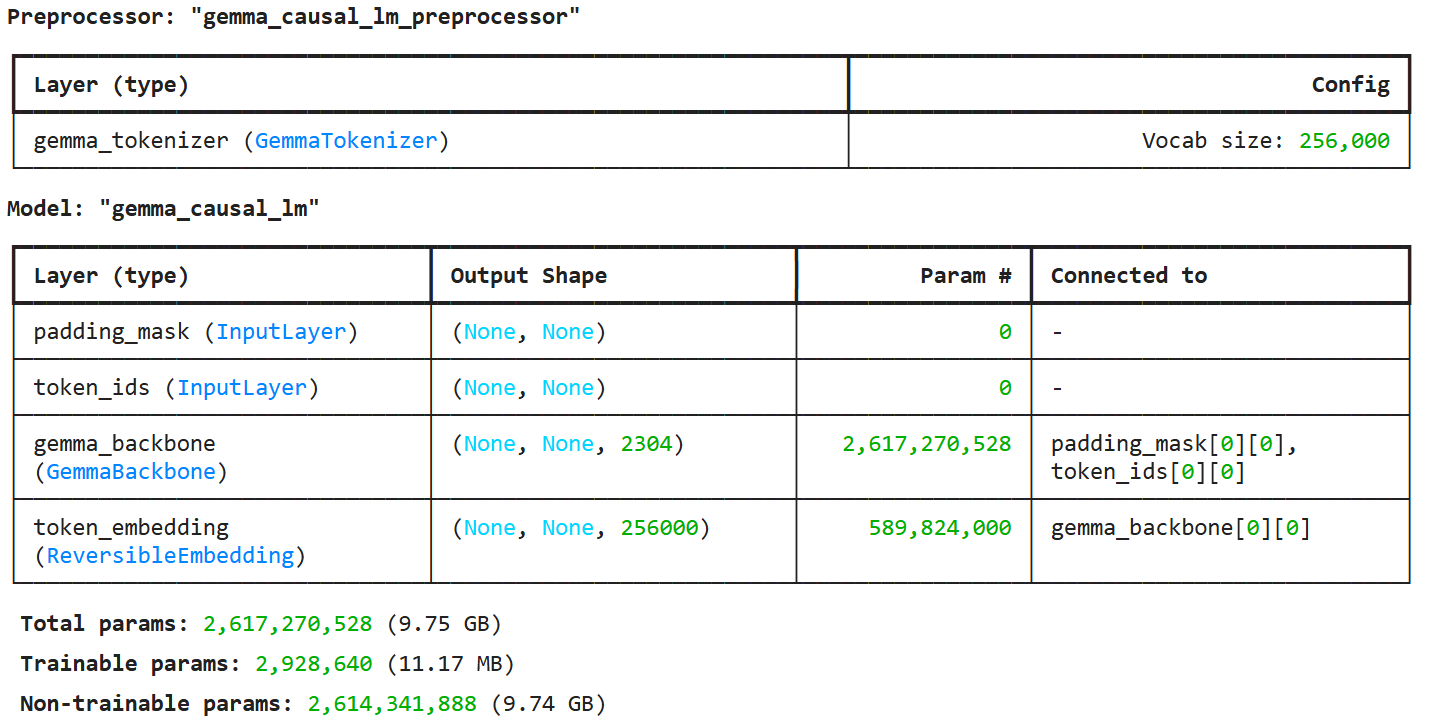 Preprocessor: "gemma_causal_lm_preprocessor"
Layer (type) Config
gemma_tokenizer (GemmaTokenizer) Vocab size: 256,000
Model: "gemma_causal_lm"
Layer (type) Output Shape Param # Connected to
padding_mask (InputLayer) (None, None) 0 -
token_ids (InputLayer) (None, None) 0 -
gemma_backbone (None, None, 2304) 2,617,270,528 padding_mask[0][0],
(GemmaBackbone) token_ids[0][0]
token_embedding (None, None, 256000) 589,824,000 gemma_backbone[0][0]
(ReversibleEmbedding)
Total params: 2,617,270,528 (9.75 GB)
Trainable params: 2,928,640 (11.17 MB)
Non-trainable params: 2,614,341,888 (9.74 GB)